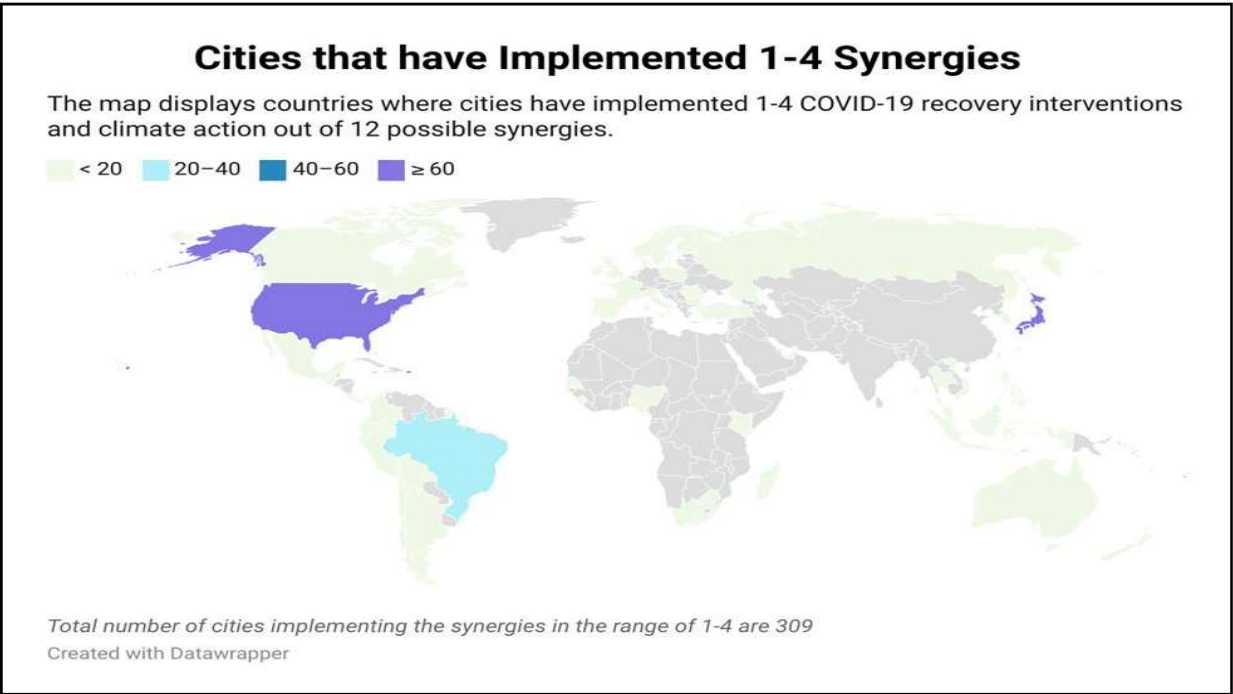 Cities that have Implemented 1-4 Synergies
The map displays countries where cities have implemented 1-4 COVID-19 recovery interventions
and climate action out of 12 possible synergies.
< 20 20–40 40–60 ≥ 60
Total number of cities implementing the synergies in the range of 1-4 are 309
Created with Datawrapper